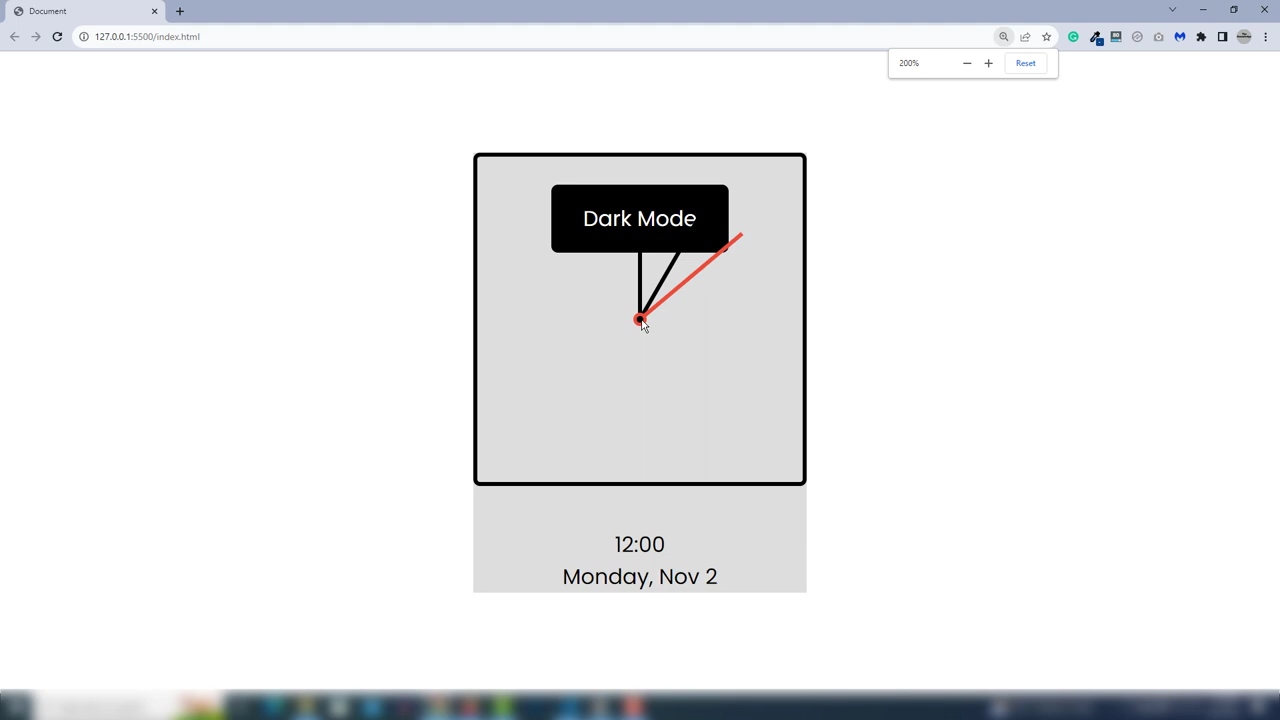 Document
127.0.0.1:5500/index.html
200%
Reset
Dark Mode
12:00
Monday, Nov 2